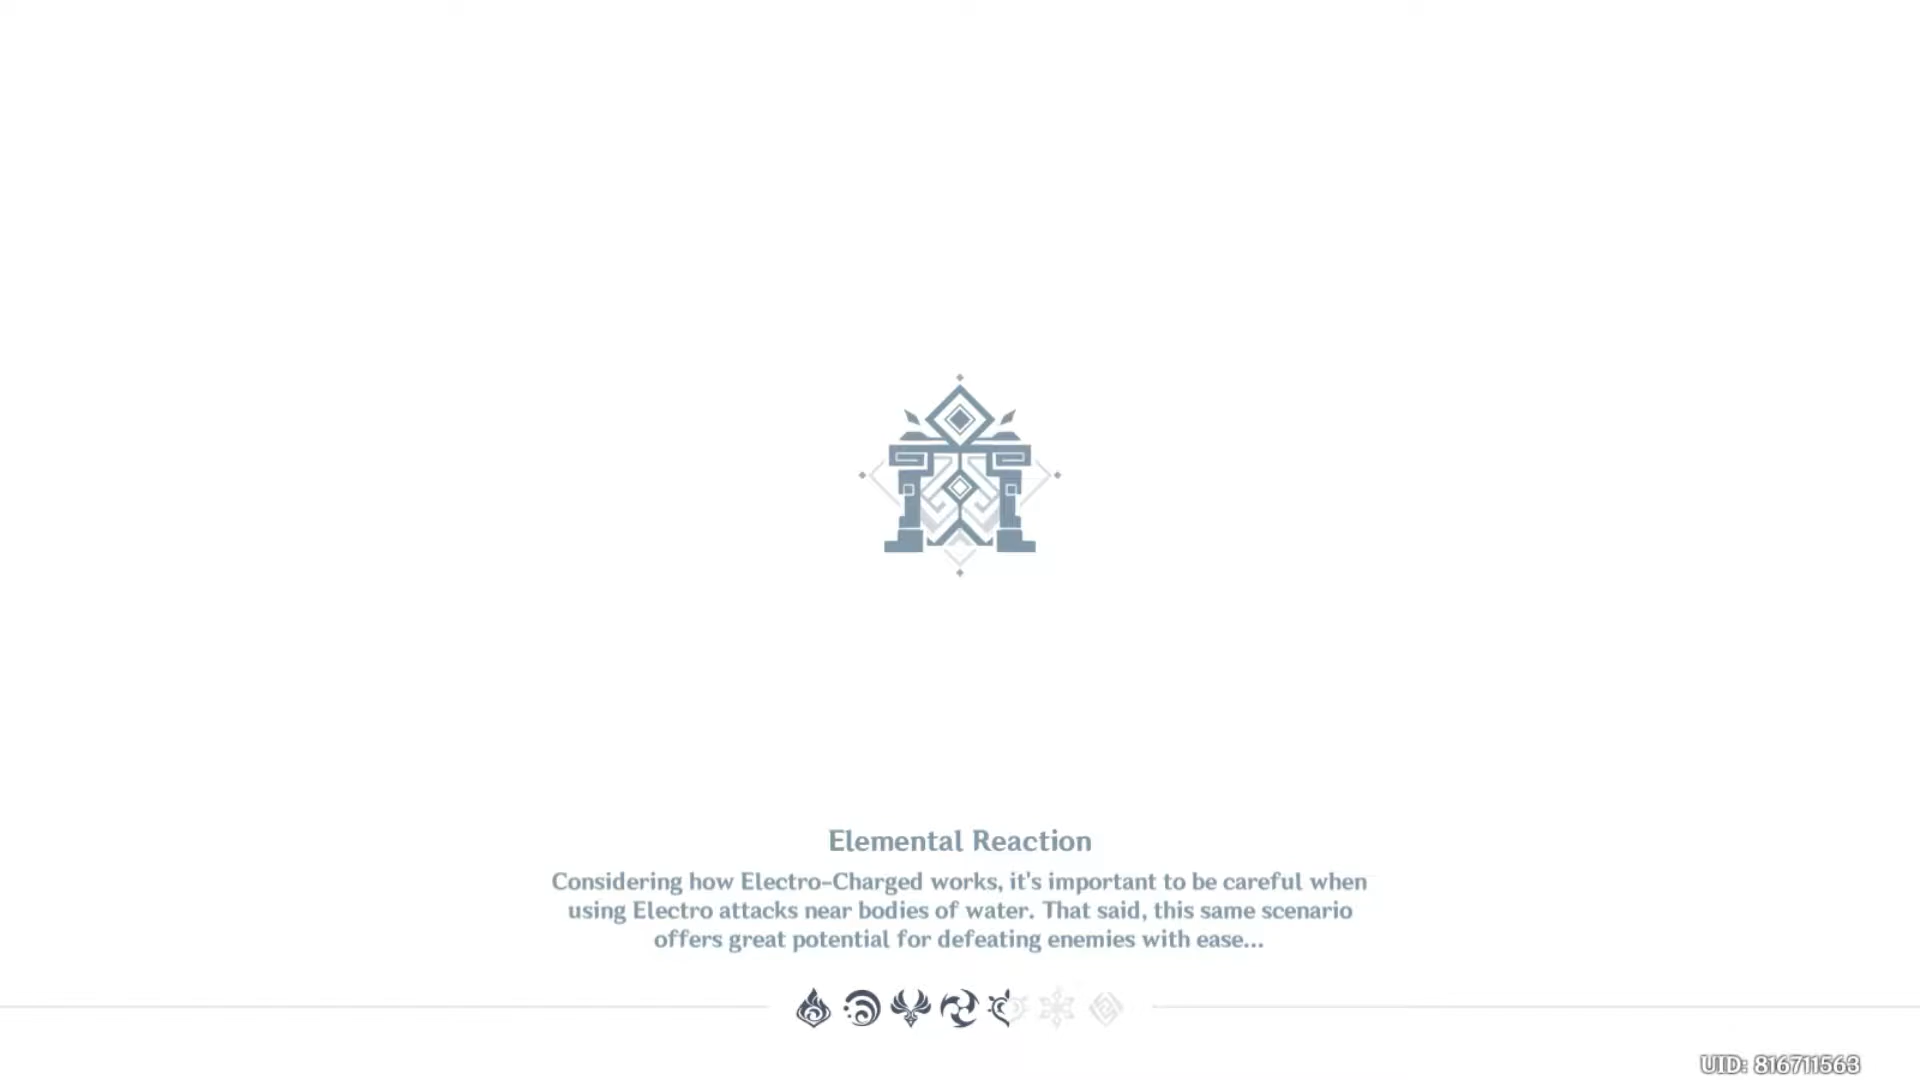 Elemental Reaction
Considering how Electro-Charged works, it's important to be careful when
using Electro attacks near bodies of water. That said, this same scenario
offers great potential for defeating enemies with ease...
UID: 816711563